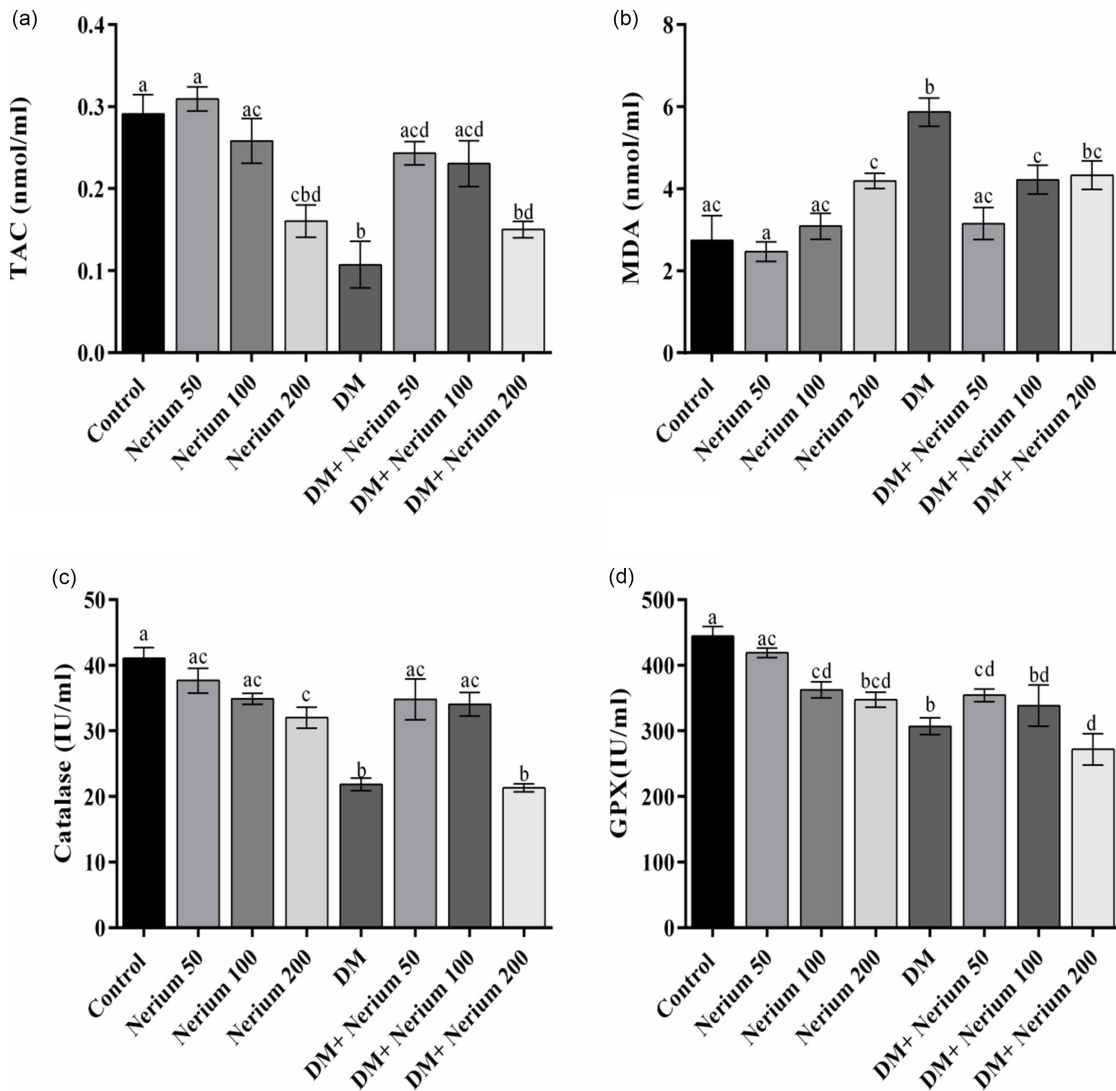 (a)
TAC (nmol/ml)
0.4
0.3
0.2
0.1
0.0
a
a
ac
cbd
b
acd
acd
bd
Control
Nerium 50
Nerium 100
Nerium 200
DM
DM+ Nerium 50
DM+ Nerium 100
DM+ Nerium 200
(b)
MDA (nmol/ml)
8
6
4
2
0
ac
a
ac
c
b
ac
c
bc
Control
Nerium 50
Nerium 100
Nerium 200
DM
DM+ Nerium 50
DM+ Nerium 100
DM+ Nerium 200
(c)
Catalase (IU/ml)
50
40
30
20
10
0
a
ac
ac
c
b
ac
ac
b
Control
Nerium 50
Nerium 100
Nerium 200
DM
DM+ Nerium 50
DM+ Nerium 100
DM+ Nerium 200
(d)
GPX(IU/ml)
500
400
300
200
100
0
a
ac
cd
bcd
b
cd
bd
d
Control
Nerium 50
Nerium 100
Nerium 200
DM
DM+ Nerium 50
DM+ Nerium 100
DM+ Nerium 200